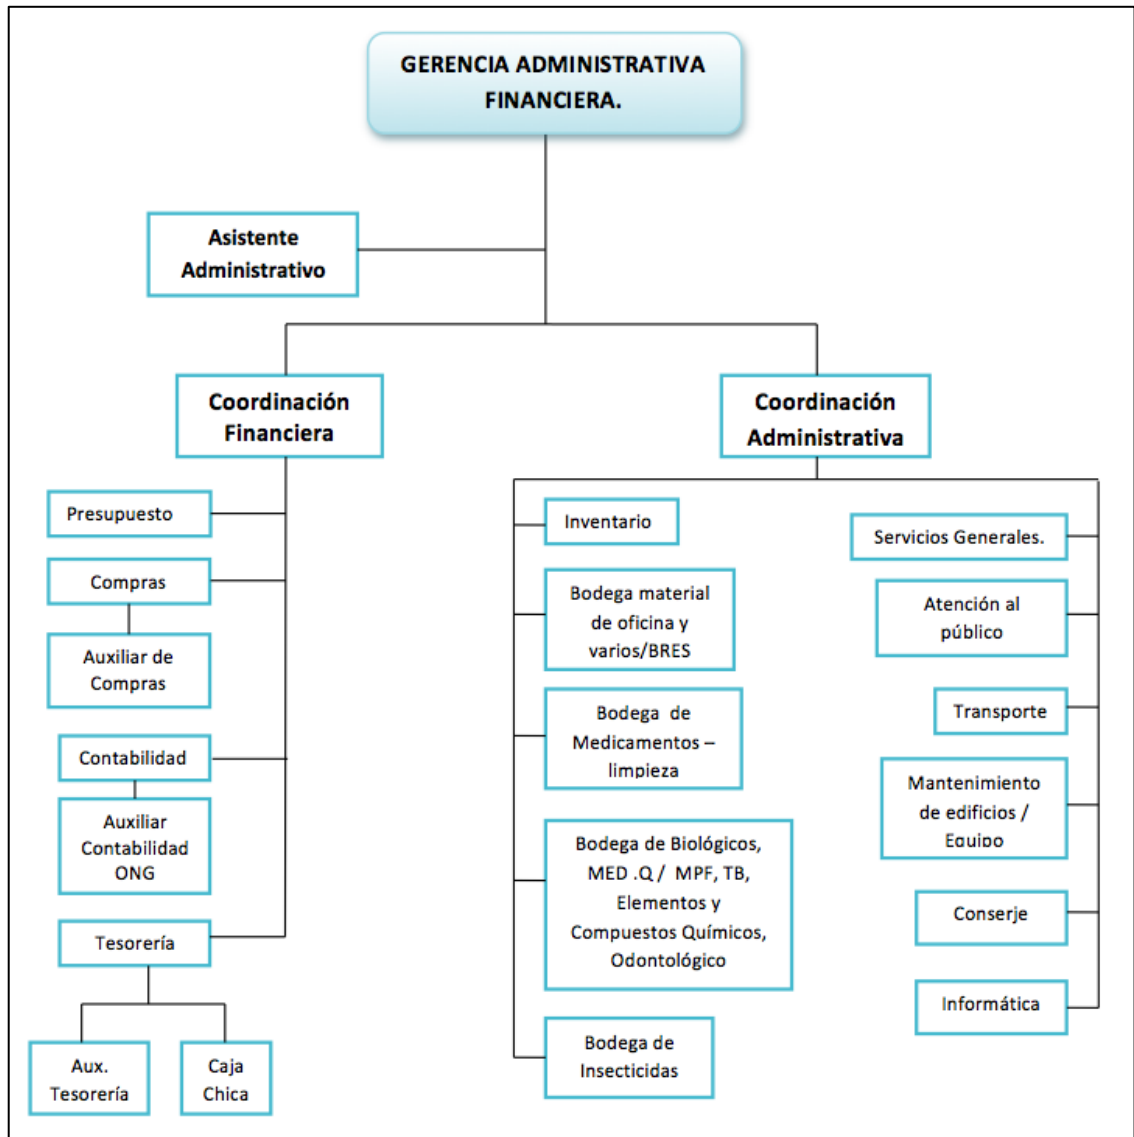 GERENCIA ADMINISTRATIVA
FINANCIERA.
Asistente
Administrativo
Coordinación
Financiera
Coordinación
Administrativa
Presupuesto
Compras
Auxiliar de
Compras
Contabilidad
Auxiliar
Contabilidad
ONG
Tesorería
Aux.
Tesorería
Caja
Chica
Inventario
Bodega material
de oficina y
varios/BRES
Bodega de
Medicamentos –
limpieza
Bodega de Biológicos,
MED .Q / MPF, TB,
Elementos y
Compuestos Químicos,
Odontológico
Bodega de
Insecticidas
Servicios Generales.
Atención al
público
Transporte
Mantenimiento
de edificios /
Equipo
Conserje
Informática